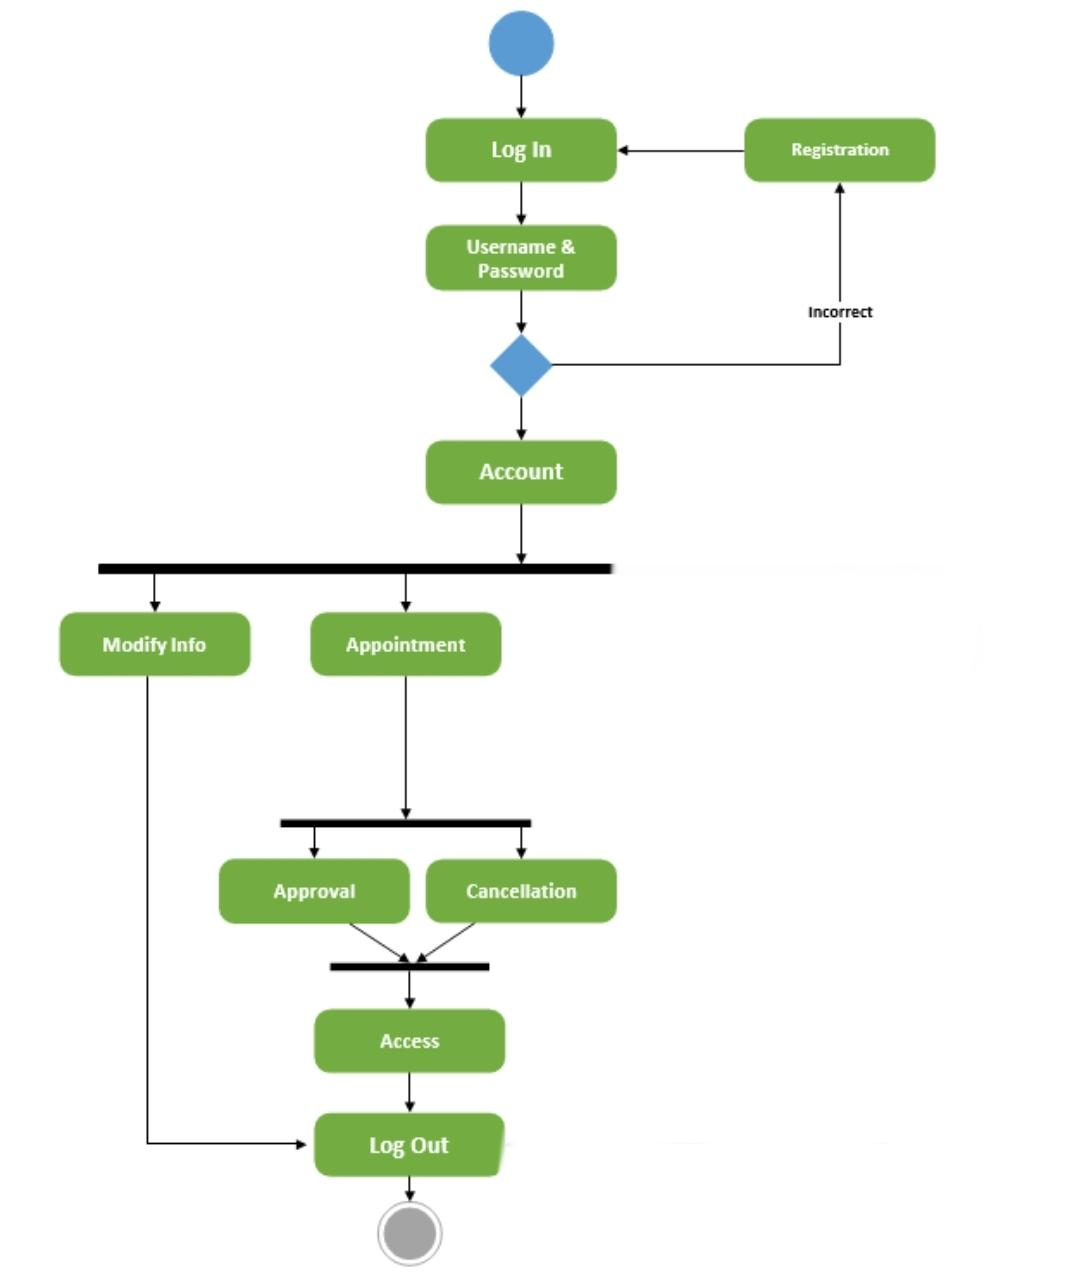 Log In
Registration
Username &
Password
Incorrect
Account
Modify Info
Appointment
Approval
Cancellation
Access
Log Out